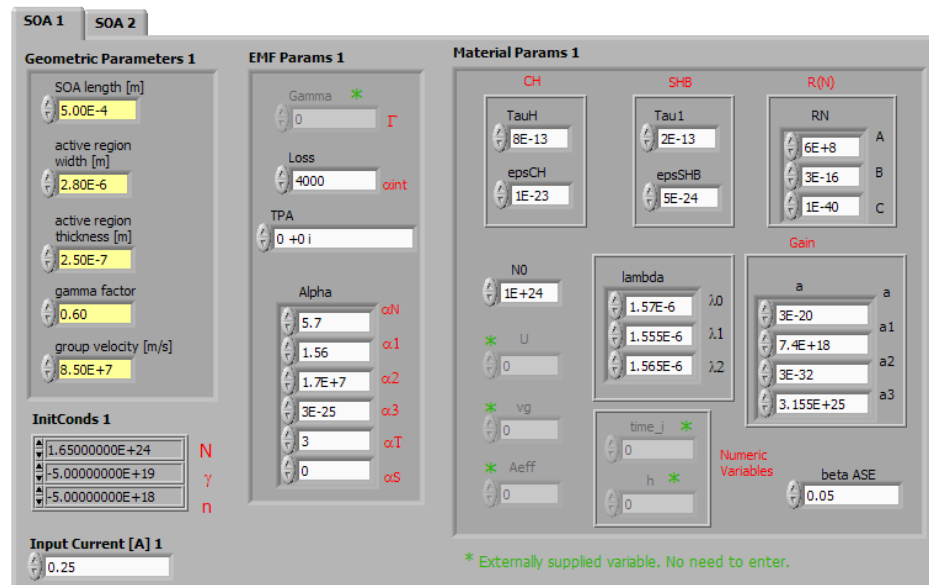 SOA 1
SOA 2
Geometric Parameters 1
SOA length [m]
5.00E-4
active region
width [m]
2.80E-6
active region
thickness [m]
2.50E-7
gamma factor
0.60
group velocity [m/s]
8.50E+7
InitConds 1
1.65000000E+24 N
-5.00000000E+19 γ
-5.00000000E+18 n
Input Current [A] 1
0.25
EMF Params 1
Gamma *
0 Γ
Loss
4000 αint
TPA
0 +0 i
Alpha
5.7 αN
1.56 α1
1.7E+7 α2
3E-25 α3
3 αT
0 αS
Material Params 1
CH
TauH
8E-13
epsCH
1E-23
SHB
Tau1
2E-13
epsSHB
5E-24
R(N)
RN
6E+8 A
3E-16 B
1E-40 C
N0
1E+24
* U
0
* vg
0
* Aeff
0
lambda
1.57E-6 λ0
1.555E-6 λ1
1.565E-6 λ2
Gain
a
3E-20 a
7.4E+18 a1
3E-32 a2
3.155E+25 a3
time_i *
0
h *
0
Numeric
Variables
beta ASE
0.05
* Externally supplied variable. No need to enter.